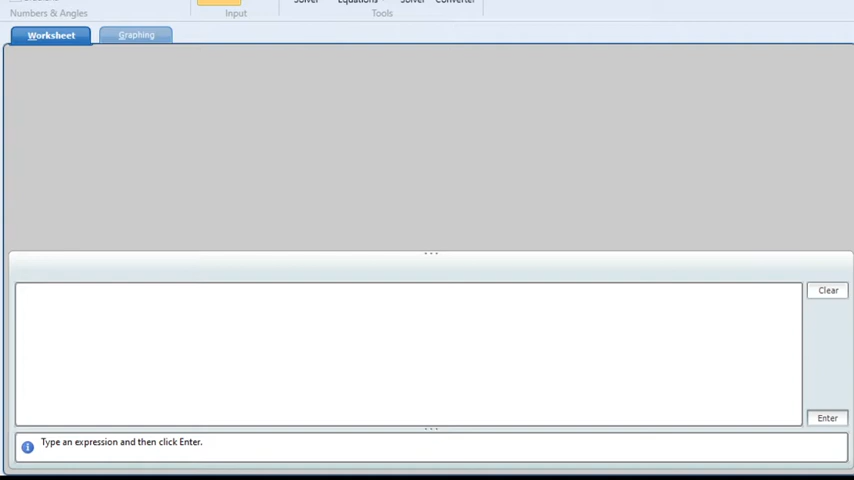 Solver Equations Solver Converter
Numbers & Angles Input Tools
Worksheet Graphing
Clear
Enter
Type an expression and then click Enter.